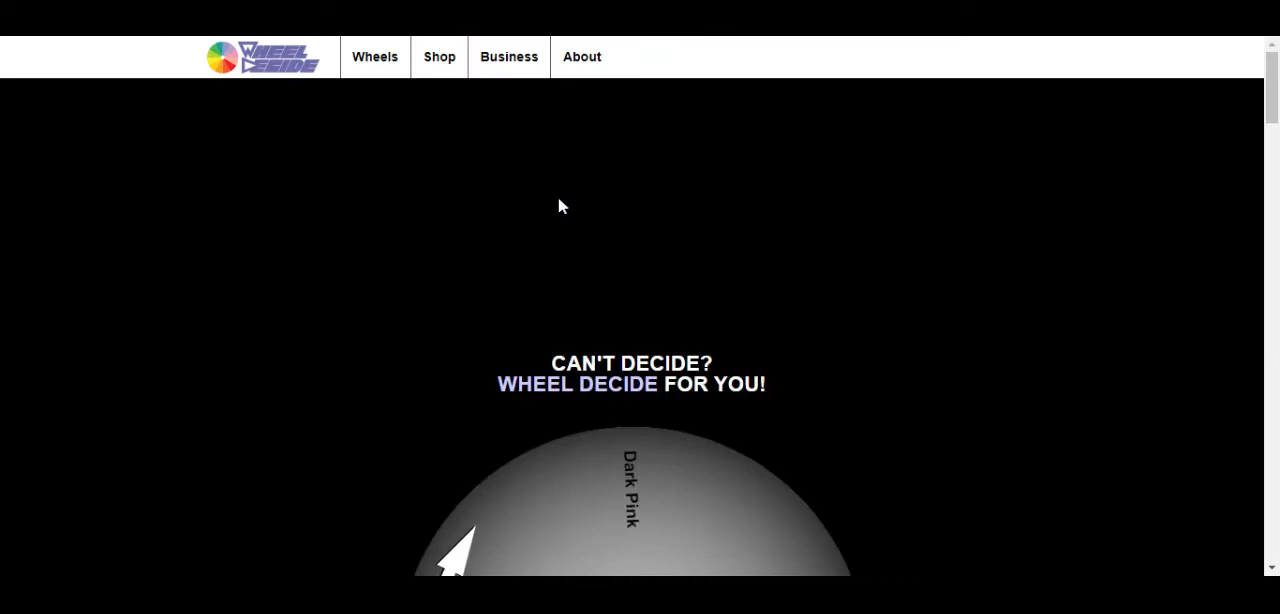 WHEEL DECIDE
Wheels Shop Business About
CAN'T DECIDE?
WHEEL DECIDE FOR YOU!
Dark Pink